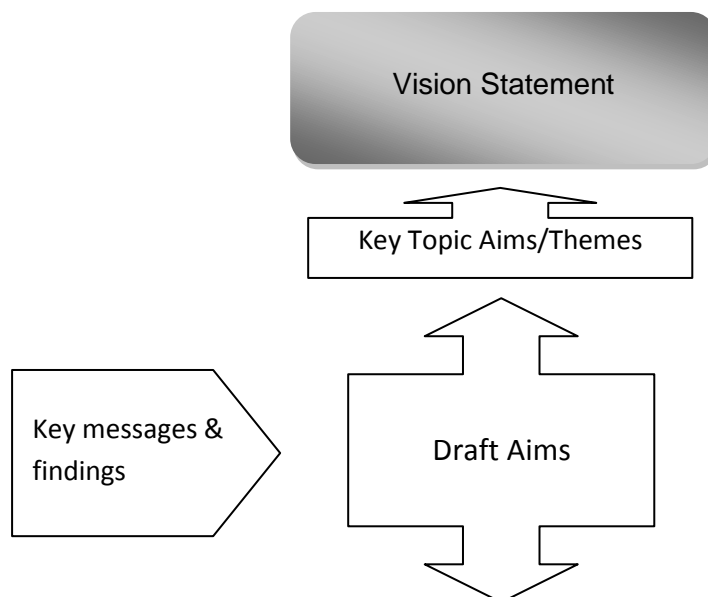 Vision Statement
Key Topic Aims/Themes
Key messages &
findings
Draft Aims